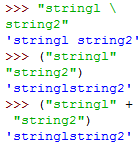 >>> "string1 \
string2"
'string1 string2'
>>> ("string1"
"string2")
'string1string2'
>>> ("string1" +
 "string2")
'string1string2'